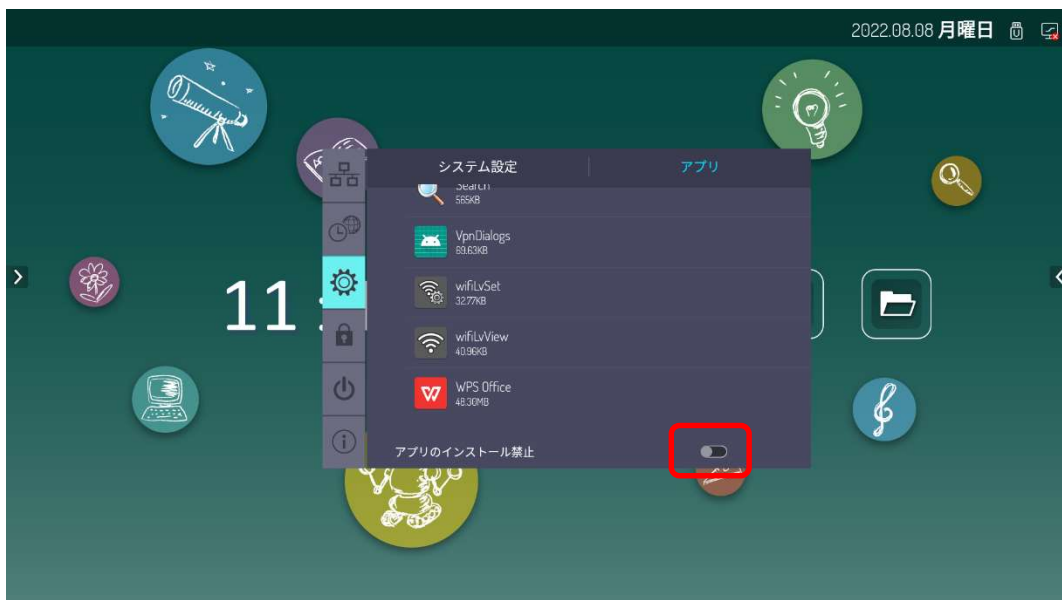 2022.08.08 月曜日
システム設定
アプリ
Search
565KB
VpnDialogs
69.63KB
wifiLvSet
32.77KB
wifiLvView
40.96KB
WPS Office
48.30MB
アプリのインストール禁止
11 :